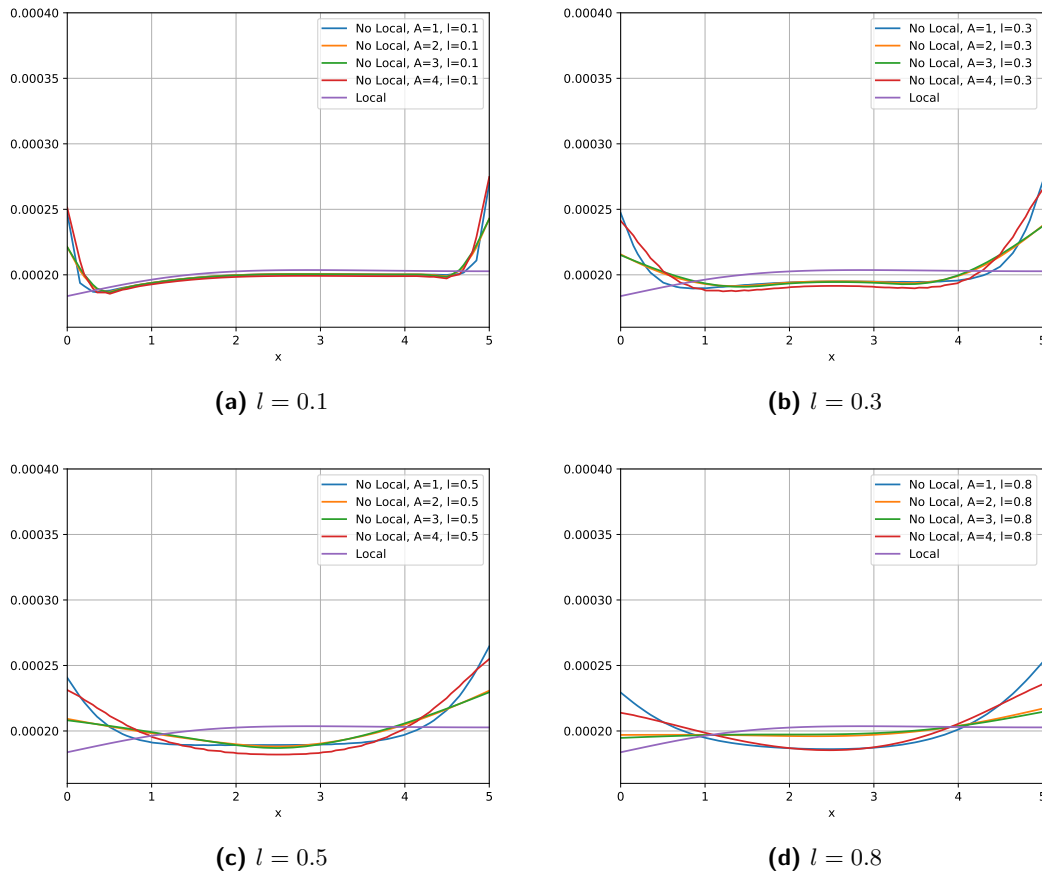 0.00040
0.00035
0.00030
0.00025
0.00020
0 1 2 3 4 5
x
No Local, A=1, l=0.1
No Local, A=2, l=0.1
No Local, A=3, l=0.1
No Local, A=4, l=0.1
Local
(a) l = 0.1
0.00040
0.00035
0.00030
0.00025
0.00020
0 1 2 3 4 5
x
No Local, A=1, l=0.3
No Local, A=2, l=0.3
No Local, A=3, l=0.3
No Local, A=4, l=0.3
Local
(b) l = 0.3
0.00040
0.00035
0.00030
0.00025
0.00020
0 1 2 3 4 5
x
No Local, A=1, l=0.5
No Local, A=2, l=0.5
No Local, A=3, l=0.5
No Local, A=4, l=0.5
Local
(c) l = 0.5
0.00040
0.00035
0.00030
0.00025
0.00020
0 1 2 3 4 5
x
No Local, A=1, l=0.8
No Local, A=2, l=0.8
No Local, A=3, l=0.8
No Local, A=4, l=0.8
Local
(d) l = 0.8